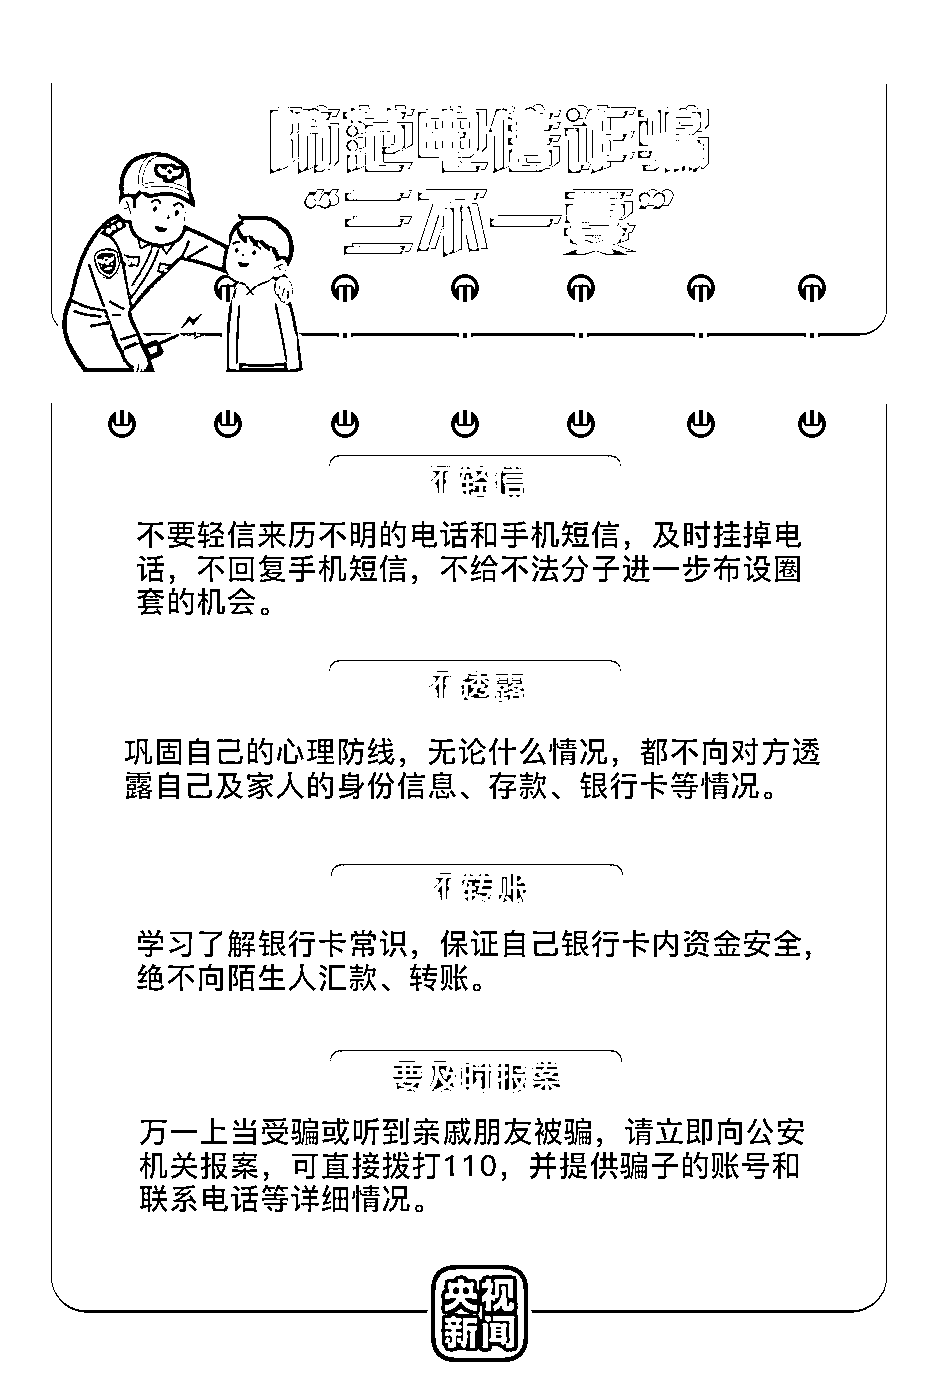 防范电信诈骗
“三不一要”
不轻信
不要轻信来历不明的电话和手机短信，及时挂掉电
话，不回复手机短信，不给不法分子进一步布设圈
套的机会。
不透露
巩固自己的心理防线，无论什么情况，都不向对方透
露自己及家人的身份信息、存款、银行卡等情况。
不转账
学习了解银行卡常识，保证自己银行卡内资金安全，
绝不向陌生人汇款、转账。
要及时报案
万一上当受骗或听到亲戚朋友被骗，请立即向公安
机关报案，可直接拨打110，并提供骗子的账号和
联系电话等详细情况。
央视
新闻